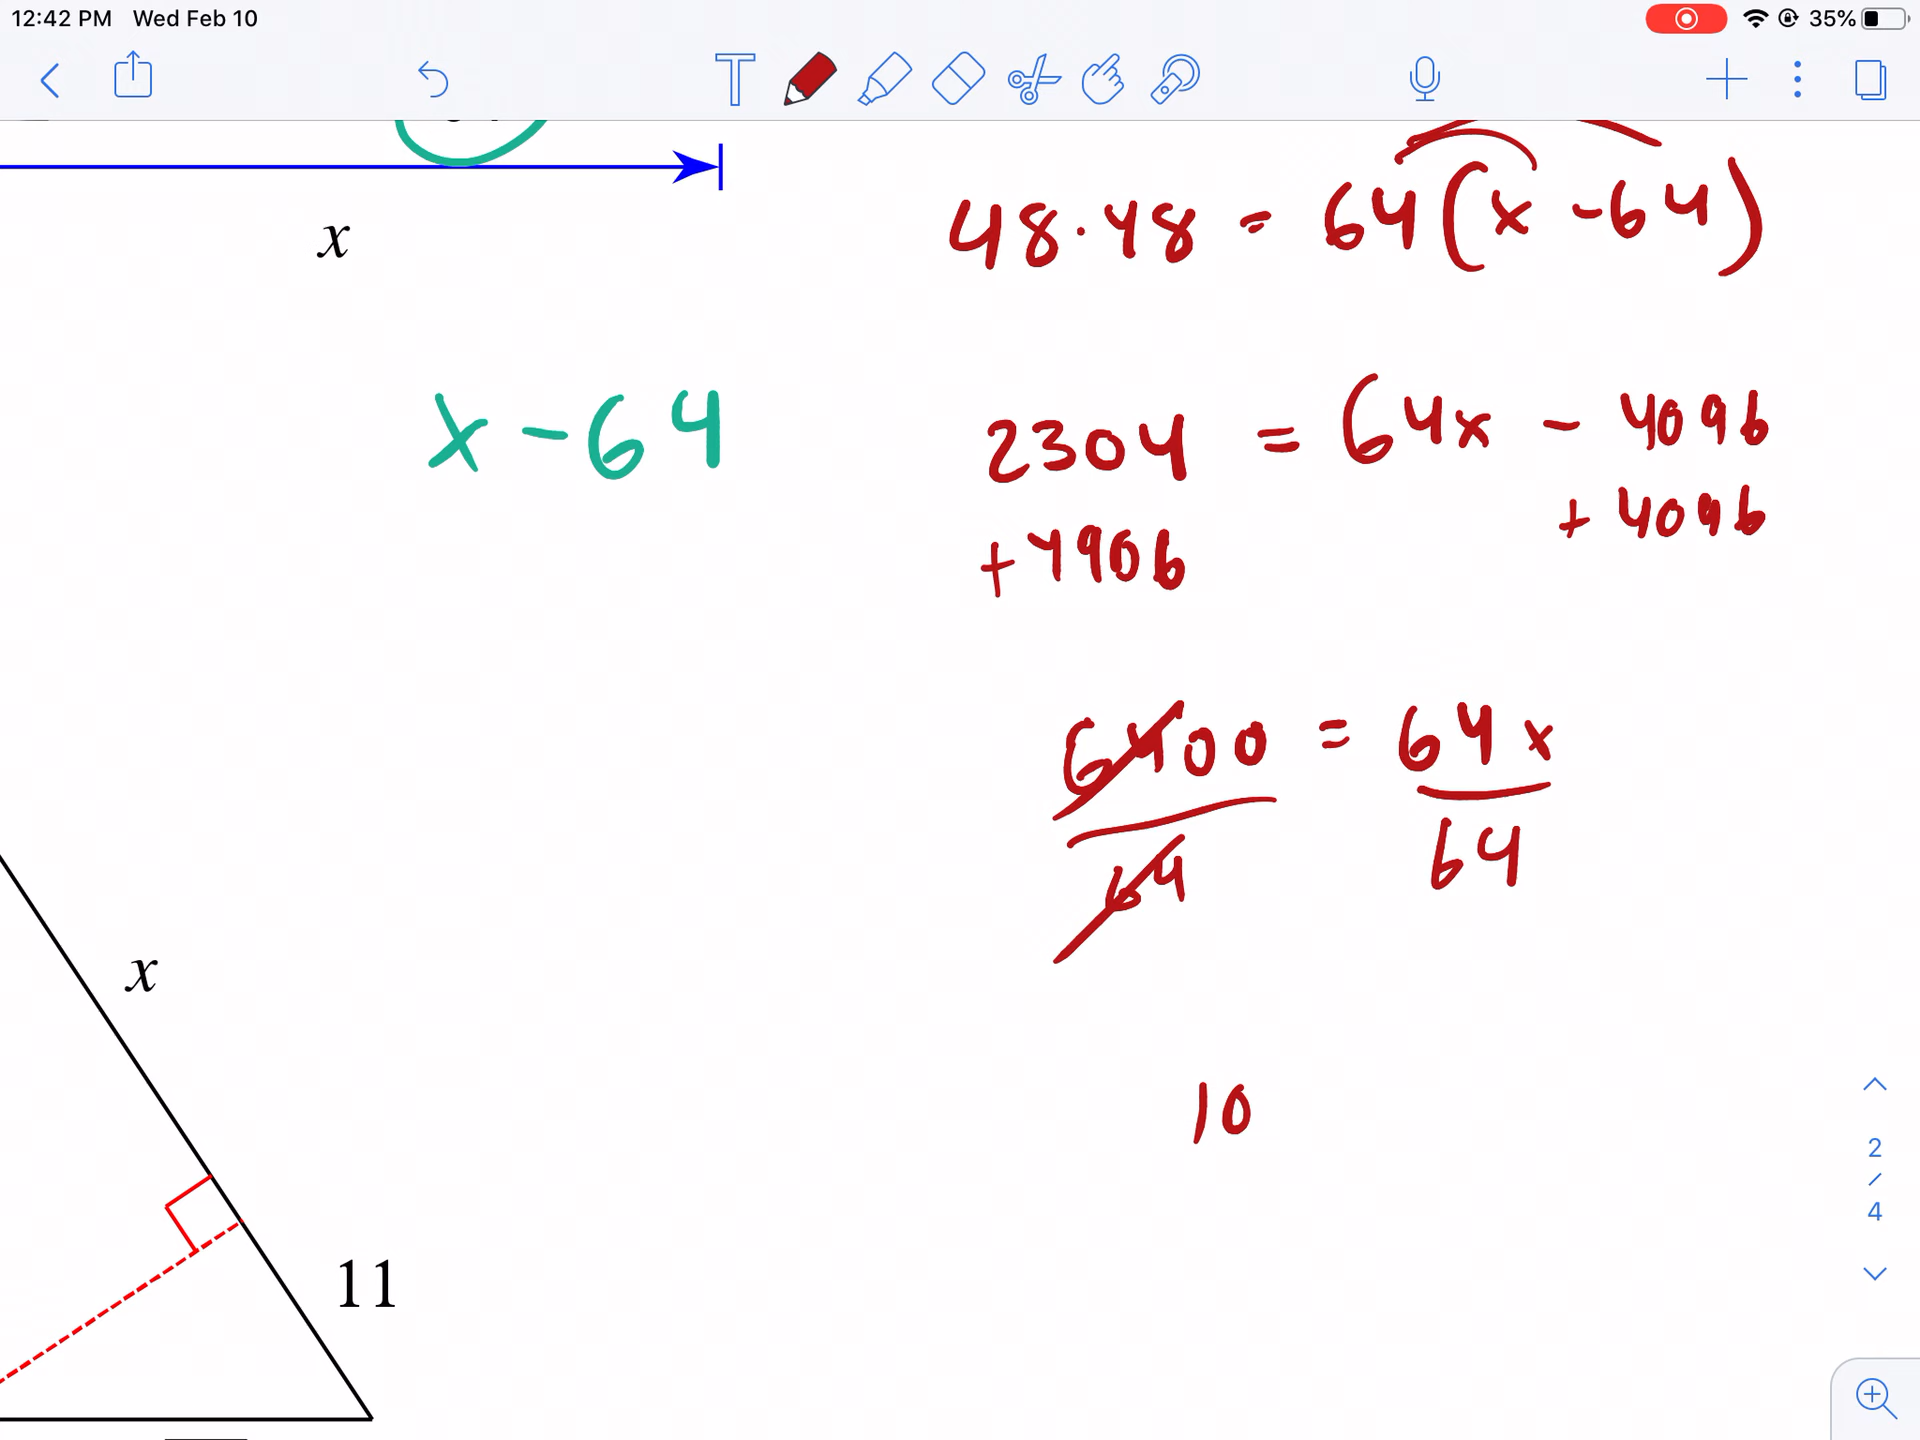 12:42 PM Wed Feb 10 35%
T
x
48·48 = 64(x - 64)
x - 64
2304 = 64x - 4096
+4906 + 4096
6400 = 64x
64 64
x
10
11
2
/
4